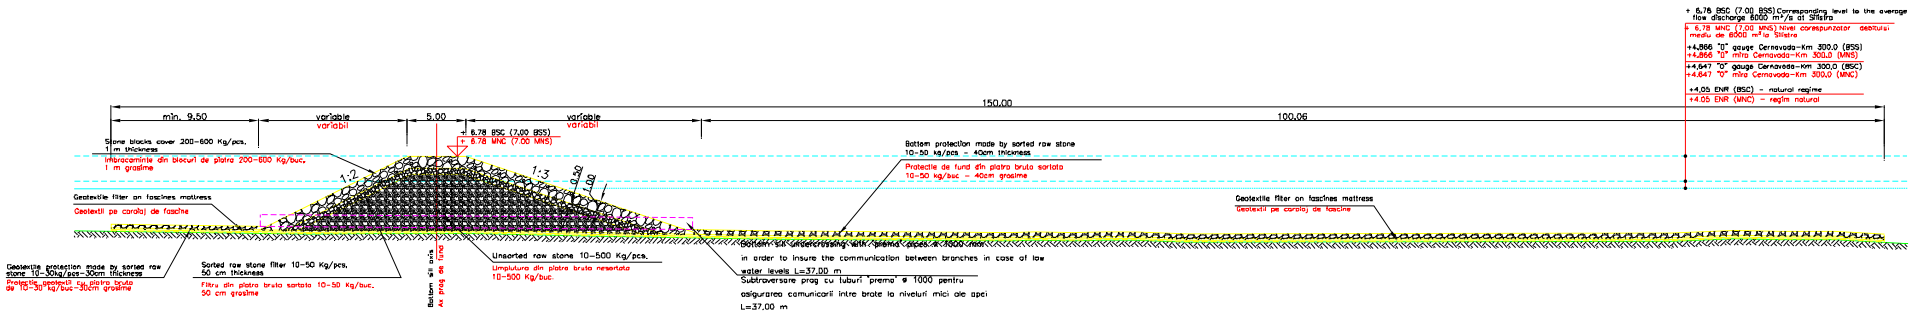 + 6.78 BSC (7.00 BSS) Corresponding level to the average
flow discharge 6000 m³/s at Silistra
+ 6.78 MNC (7.00 MNS) Nivel corespunzator debitului
mediu de 6000 m³la Silistra
+4.866 "0" gauge Cernavoda-Km 300.0 (BSS)
+4.866 "0" mira Cernavoda-Km 300.0 (MNS)
+4.647 "0" gauge Cernavoda-Km 300.0 (BSC)
+4.647 "0" mira Cernavoda-Km 300.0 (MNC)
+4.05 ENR (BSC) - natural regime
+4.05 ENR (MNC) - regim natural
150.00
min. 9.50
variable
variabil
5.00
variable
variabil
100.06
+ 6.78 BSC (7.00 BSS)
+ 6.78 MNC (7.00 MNS)
Stone blocks cover 200-600 Kg/pcs.
1 m thickness
Imbracaminte din blocuri de piatra 200-600 Kg/buc.
1 m grosime
1:2
1:3
0.50
1.00
Bottom protection made by sorted raw stone
10-50 kg/pcs - 40cm thickness
Protectie de fund din piatra bruta sortata
10-50 kg/buc - 40cm grosime
Geotextile filter on fascines mattress
Geotextil pe caroiaj de fascine
Geotextile filter on fascines mattress
Geotextil pe caroiaj de fascine
Geotextile protection made by sorted raw
stone 10-30kg/pcs-30cm thickness
Protectie geotextil cu piatra bruta
de 10-30 kg/buc-30cm grosime
Sorted raw stone filter 10-50 Kg/pcs.
50 cm thickness
Filtru din piatra bruta sortata 10-50 Kg/buc.
50 cm grosime
Bottom sill axis
Ax prag de fund
Unsorted raw stone 10-500 Kg/pcs.
Umplutura din piatra bruta nesortata
10-500 Kg/buc.
Bottom sill undercrossing with "premo" pipes ø 1000 mm
in order to insure the communication between branches in case of low
water levels L=37.00 m
Subtraversare prag cu tuburi "premo" ø 1000 pentru
asigurarea comunicarii intre brate la niveluri mici ale apei
L=37.00 m